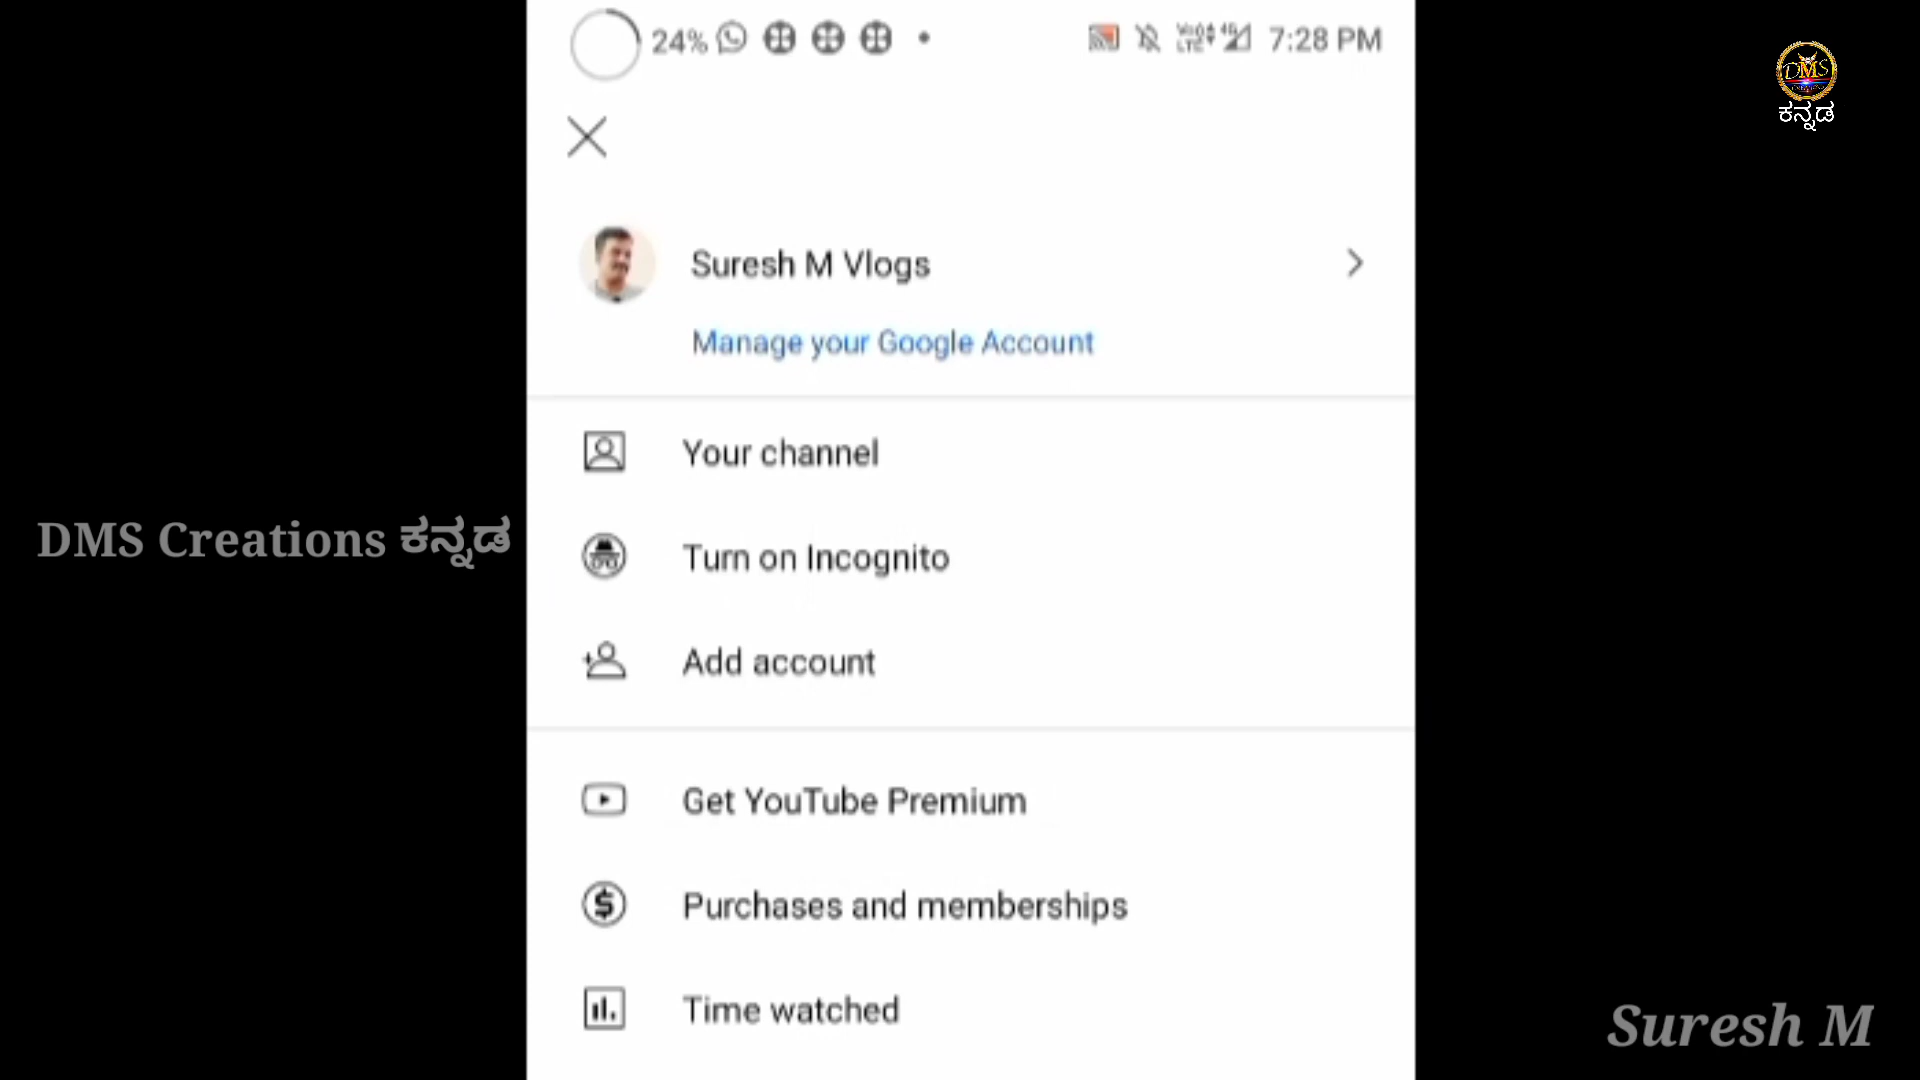 24%
7:28 PM
DMS
ಕನ್ನಡ
Suresh M Vlogs
Manage your Google Account
Your channel
Turn on Incognito
Add account
DMS Creations ಕನ್ನಡ
Get YouTube Premium
Purchases and memberships
Time watched
Suresh M